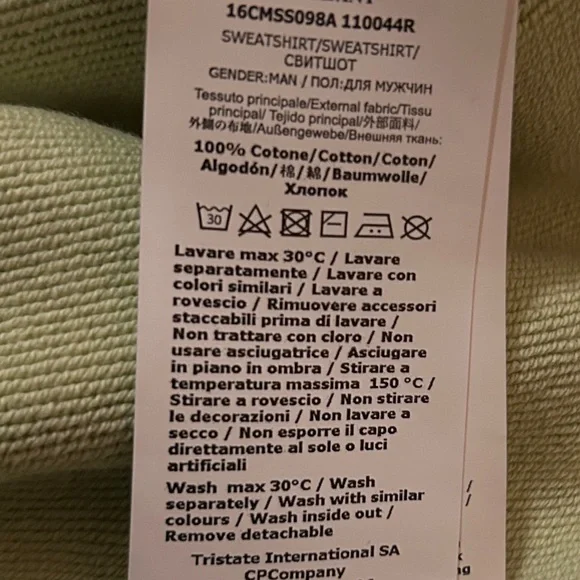 16CMSS098A 110044R
SWEATSHIRT/SWEATSHIRT/
СВИТШОТ
GENDER:MAN / ПОЛ:ДЛЯ МУЖЧИН
Tessuto principale/External fabric/Tissu
principal/ Tejido principal/外部面料/
外側の布地/Außengewebe/Внешняя ткань:
100% Cotone/Cotton/Coton/
Algodón/棉/綿/Baumwolle/
Хлопок
30
Lavare max 30°C / Lavare
separatamente / Lavare con
colori similari / Lavare a
rovescio / Rimuovere accessori
staccabili prima di lavare /
Non trattare con cloro / Non
usare asciugatrice / Asciugare
in piano in ombra / Stirare a
temperatura massima 150 °C /
Stirare a rovescio / Non stirare
le decorazioni / Non lavare a
secco / Non esporre il capo
direttamente al sole o luci
artificiali
Wash max 30°C / Wash
separately / Wash with similar
colours / Wash inside out /
Remove detachable
Tristate International SA
CPCompany